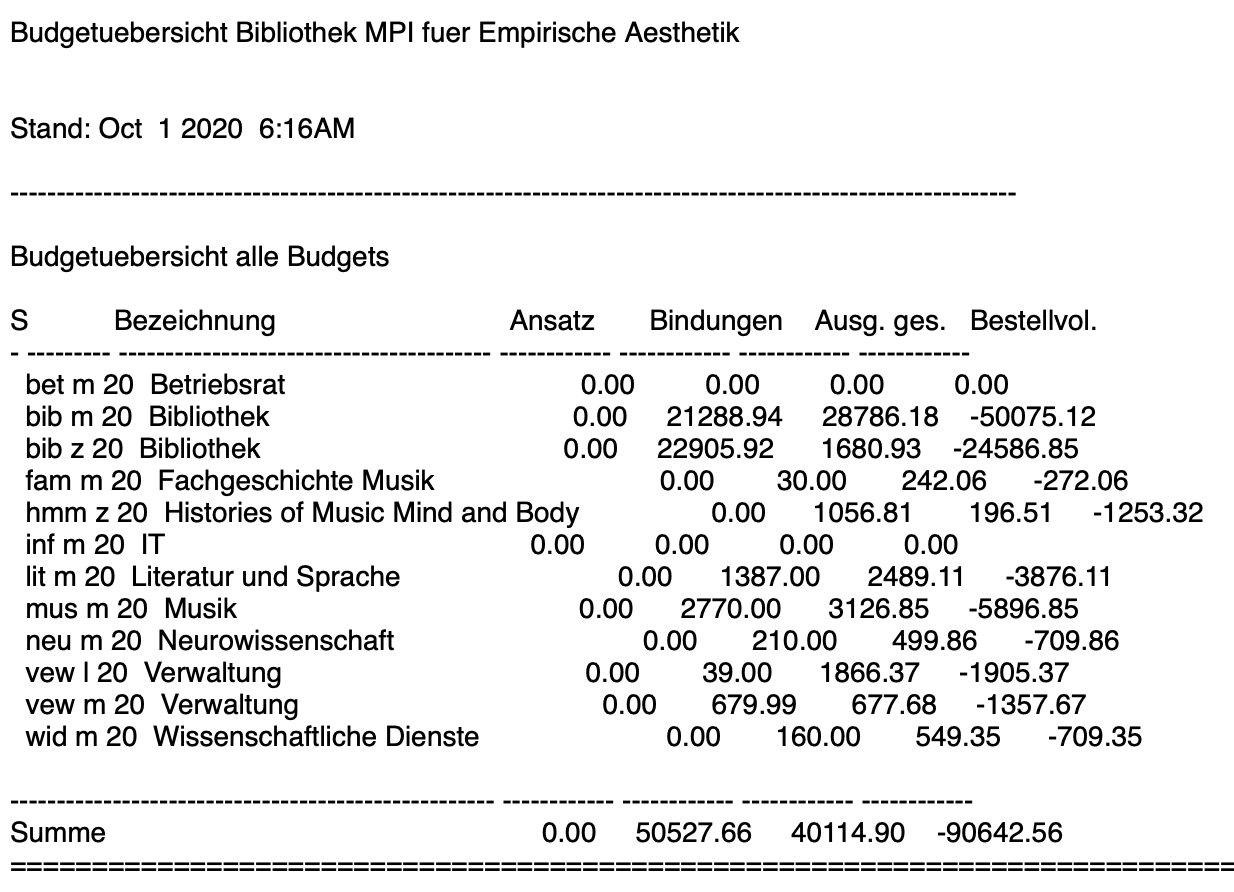 Budgetuebersicht Bibliothek MPI fuer Empirische Aesthetik
Stand: Oct  1 2020  6:16AM
------------------------------------------------------------------------------------------------------------
Budgetuebersicht alle Budgets
S Bezeichnung Ansatz Bindungen Ausg. ges. Bestellvol.
- --------- ---------------------------------------- ------------ ------------ ------------ ------------
bet m 20  Betriebsrat 0.00 0.00 0.00 0.00
bib m 20  Bibliothek 0.00 21288.94 28786.18 -50075.12
bib z 20  Bibliothek 0.00 22905.92 1680.93 -24586.85
fam m 20  Fachgeschichte Musik 0.00 30.00 242.06 -272.06
hmm z 20  Histories of Music Mind and Body 0.00 1056.81 196.51 -1253.32
inf m 20  IT 0.00 0.00 0.00 0.00
lit m 20  Literatur und Sprache 0.00 1387.00 2489.11 -3876.11
mus m 20  Musik 0.00 2770.00 3126.85 -5896.85
neu m 20  Neurowissenschaft 0.00 210.00 499.86 -709.86
vew l 20  Verwaltung 0.00 39.00 1866.37 -1905.37
vew m 20  Verwaltung 0.00 679.99 677.68 -1357.67
wid m 20  Wissenschaftliche Dienste 0.00 160.00 549.35 -709.35
---------------------------------------------------- ------------ ------------ ------------ ------------
Summe 0.00 50527.66 40114.90 -90642.56
==============================================================================